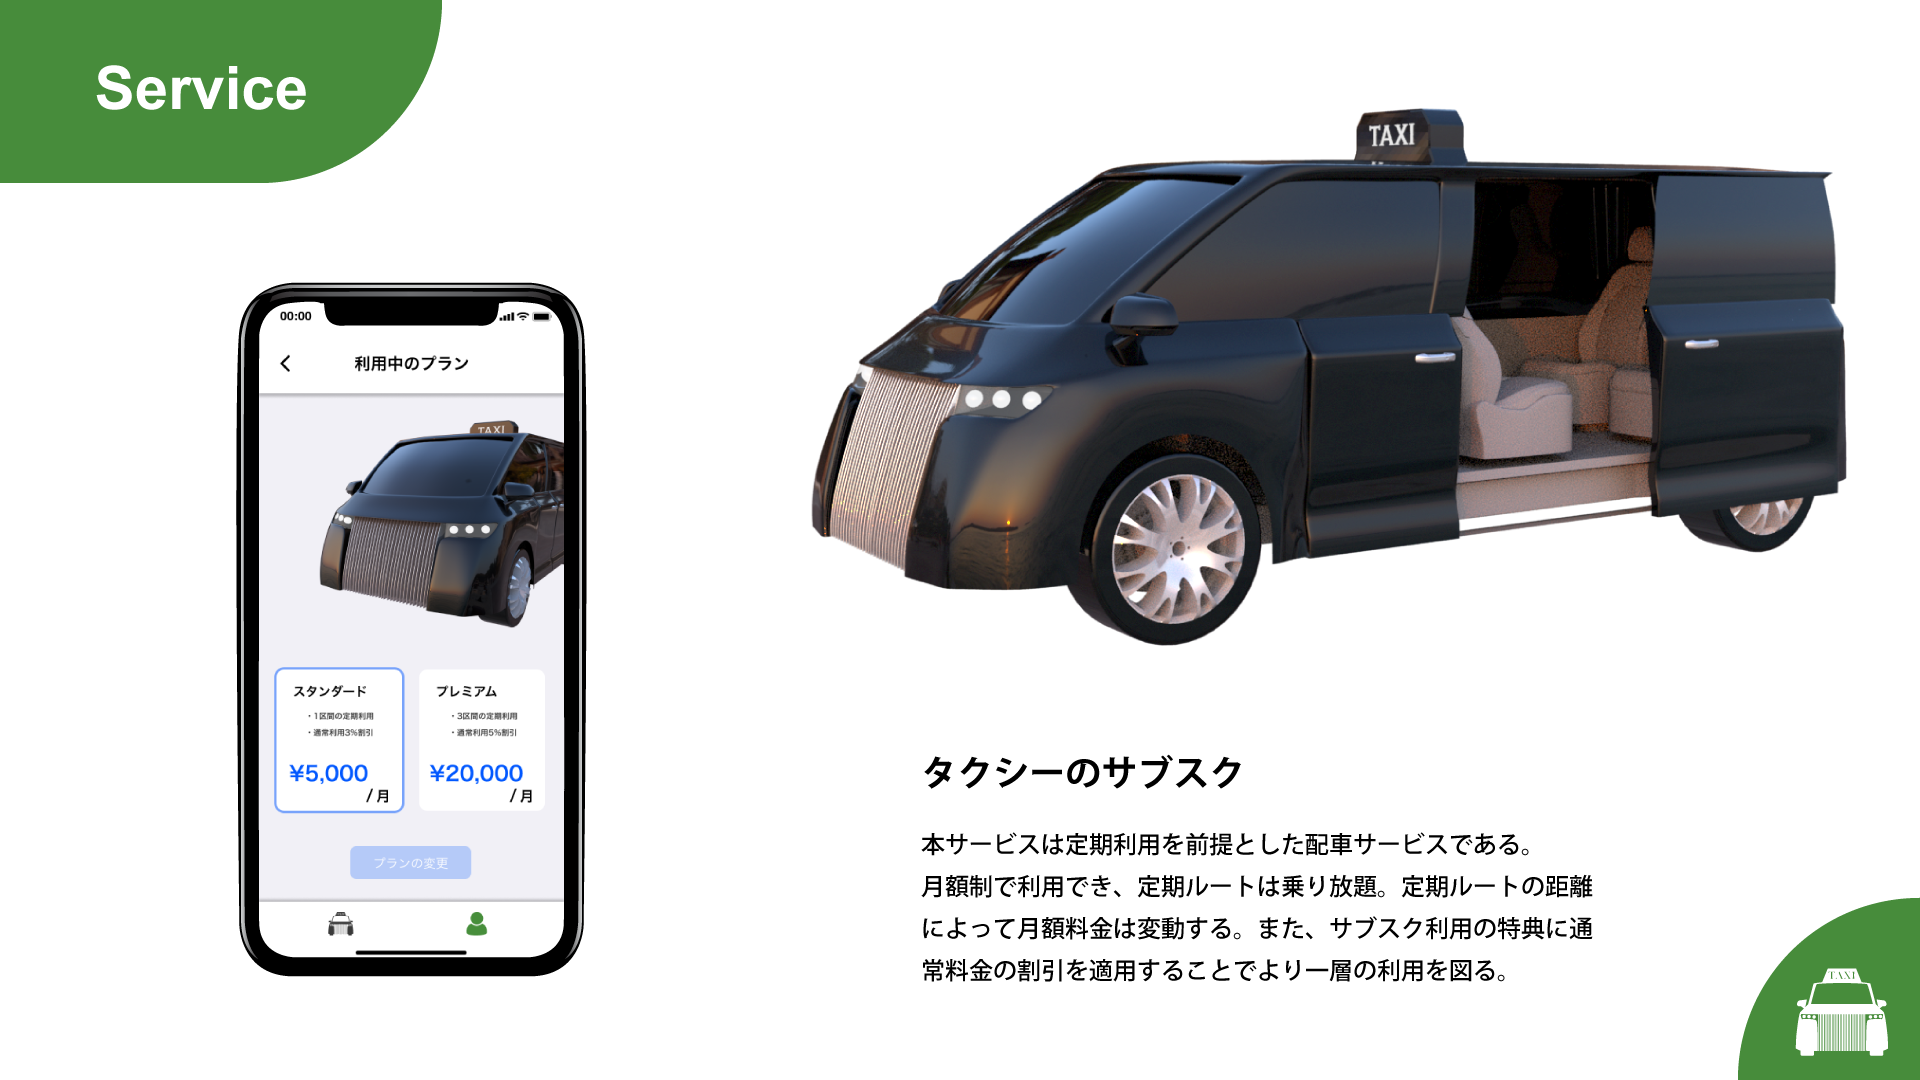 Service
TAXI
00:00
利用中のプラン
TAXI
スタンダード
・1区間の定期利用
・通常利用3%割引
¥5,000
/ 月
プレミアム
・3区間の定期利用
・通常利用5%割引
¥20,000
/ 月
プランの変更
タクシーのサブスク
本サービスは定期利用を前提とした配車サービスである。
月額制で利用でき、定期ルートは乗り放題。定期ルートの距離
によって月額料金は変動する。また、サブスク利用の特典に通
常料金の割引を適用することでより一層の利用を図る。
TAXI